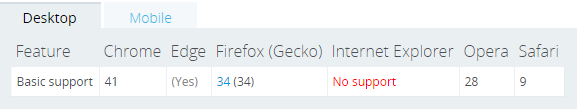 Desktop Mobile
Feature Chrome Edge Firefox (Gecko) Internet Explorer Opera Safari
Basic support 41 (Yes) 34 (34) No support 28 9